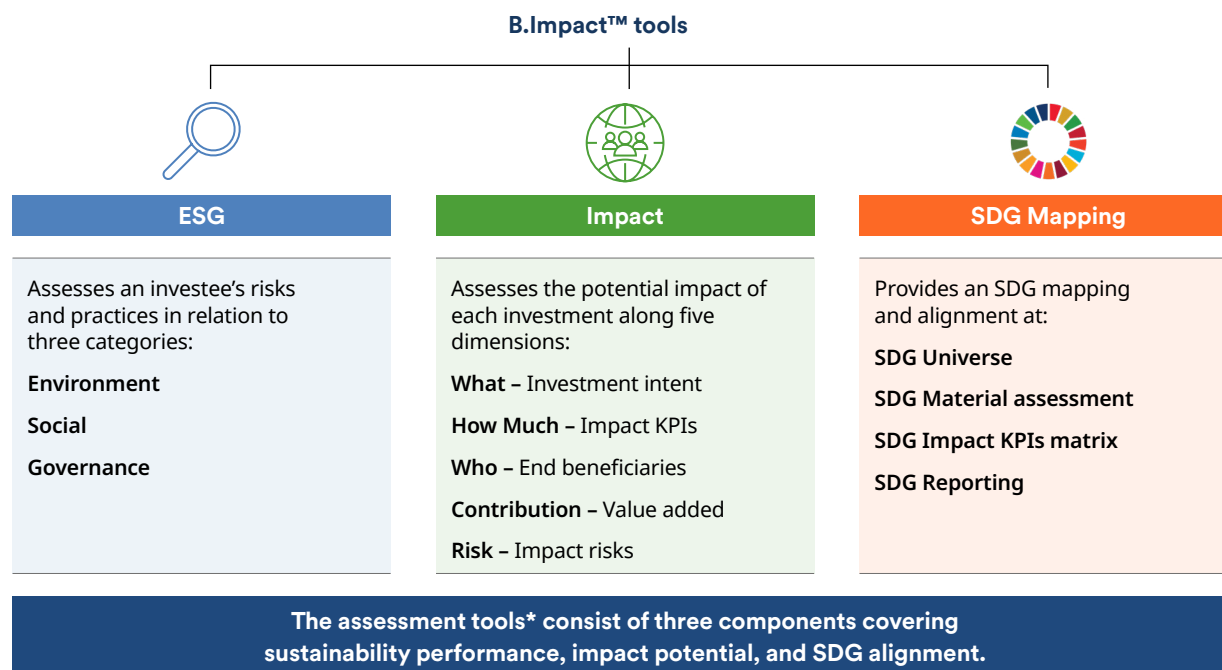 B.Impact™ tools
ESG
Assesses an investee’s risks
and practices in relation to
three categories:
Environment
Social
Governance
Impact
Assesses the potential impact of
each investment along five
dimensions:
What – Investment intent
How Much – Impact KPIs
Who – End beneficiaries
Contribution – Value added
Risk – Impact risks
SDG Mapping
Provides an SDG mapping
and alignment at:
SDG Universe
SDG Material assessment
SDG Impact KPIs matrix
SDG Reporting
The assessment tools* consist of three components covering
sustainability performance, impact potential, and SDG alignment.